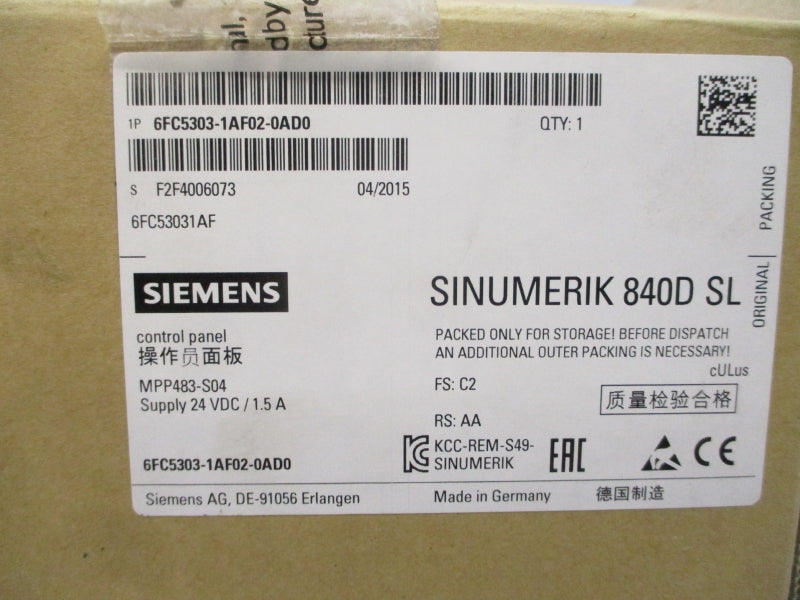 1P 6FC5303-1AF02-0AD0 QTY: 1
S F2F4006073 04/2015
6FC53031AF
ORIGINAL PACKING
SIEMENS
SINUMERIK 840D SL
control panel
操作员面板
MPP483-S04
Supply 24 VDC / 1.5 A
PACKED ONLY FOR STORAGE! BEFORE DISPATCH
AN ADDITIONAL OUTER PACKING IS NECESSARY!
cULus
FS: C2
质量检验合格
RS: AA
KCC-REM-S49-
SINUMERIK
EAC
CE
6FC5303-1AF02-0AD0
Siemens AG, DE-91056 Erlangen
Made in Germany
德国制造